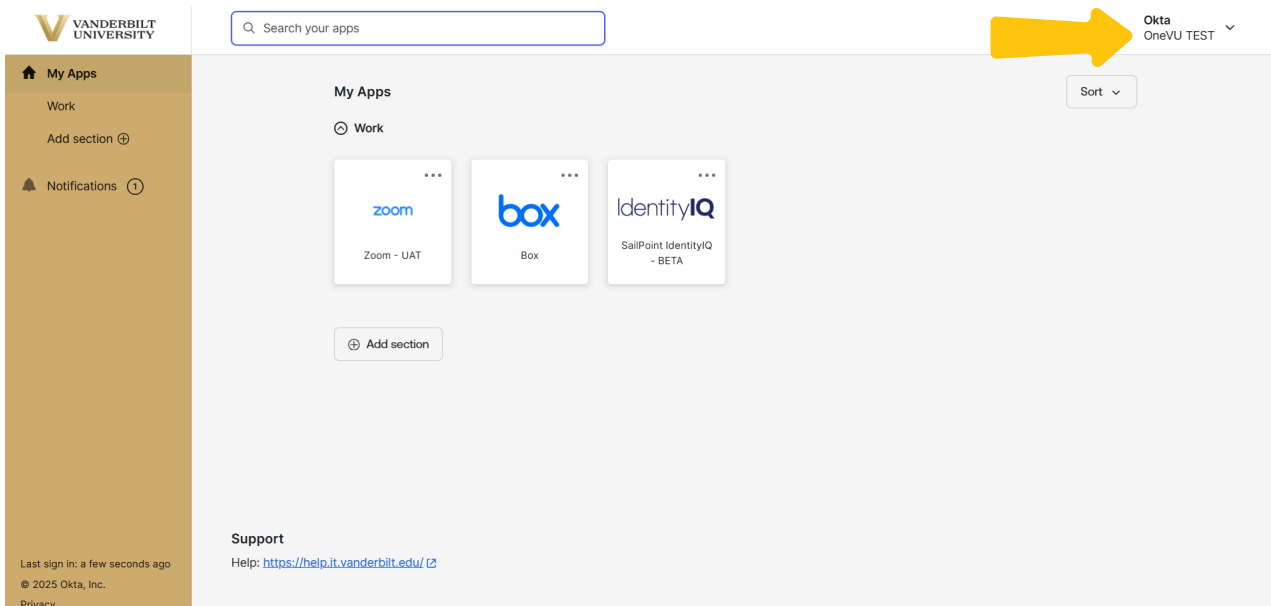 VANDERBILT
UNIVERSITY
Search your apps
Okta
OneVU TEST
My Apps
Work
Add section
Notifications 1
My Apps
Sort
Work
zoom
Zoom - UAT
box
Box
IdentityIQ
SailPoint IdentityIQ
- BETA
Add section
Support
Help: https://help.it.vanderbilt.edu/
Last sign in: a few seconds ago
© 2025 Okta, Inc.
Privacy